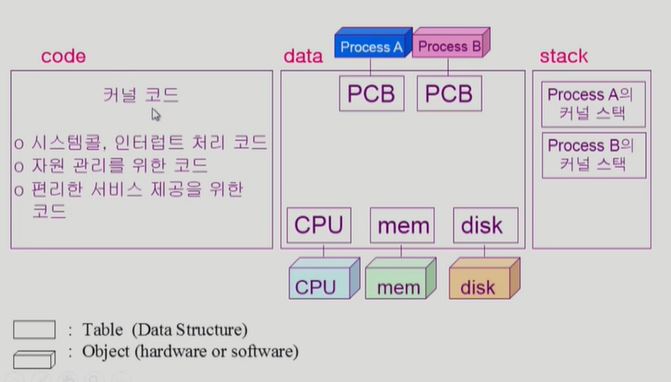 code
커널 코드
o 시스템콜, 인터럽트 처리 코드
o 자원 관리를 위한 코드
o 편리한 서비스 제공을 위한
코드
data
Process A
Process B
PCB
PCB
CPU
mem
disk
CPU
mem
disk
stack
Process A의
커널 스택
Process B의
커널 스택
: Table (Data Structure)
: Object (hardware or software)